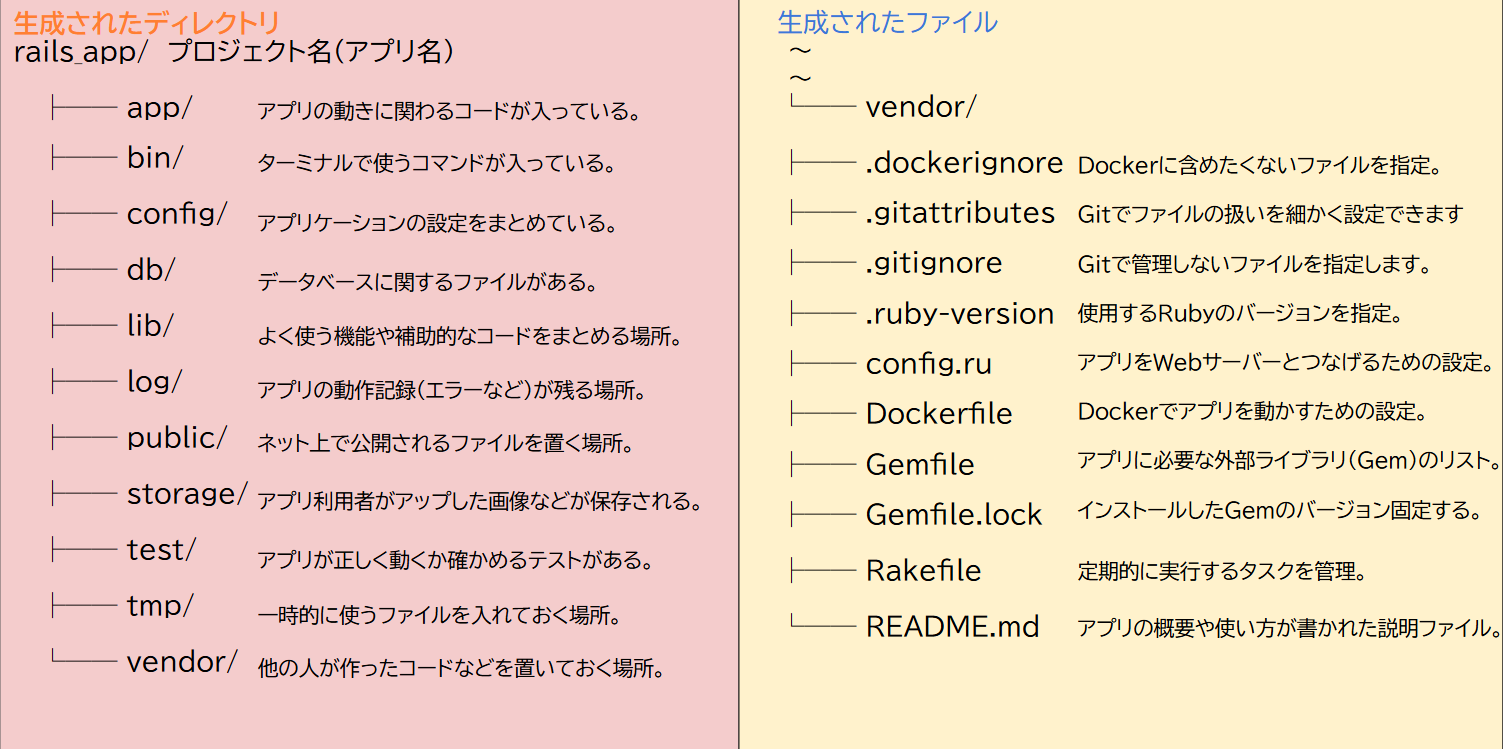 生成されたディレクトリ
rails_app/ プロジェクト名(アプリ名)
├── app/ アプリの動きに関わるコードが入っている。
├── bin/ ターミナルで使うコマンドが入っている。
├── config/ アプリケーションの設定をまとめている。
├── db/ データベースに関するファイルがある。
├── lib/ よく使う機能や補助的なコードをまとめる場所。
├── log/ アプリの動作記録(エラーなど)が残る場所。
├── public/ ネット上で公開されるファイルを置く場所。
├── storage/ アプリ利用者がアップした画像などが保存される。
├── test/ アプリが正しく動くか確かめるテストがある。
├── tmp/ 一時的に使うファイルを入れておく場所。
└── vendor/ 他の人が作ったコードなどを置いておく場所。
生成されたファイル
～
～
└── vendor/
├── .dockerignore Dockerに含めたくないファイルを指定。
├── .gitattributes Gitでファイルの扱いを細かく設定できます
├── .gitignore Gitで管理しないファイルを指定します。
├── .ruby-version 使用するRubyのバージョンを指定。
├── config.ru アプリをWebサーバーとつなげるための設定。
├── Dockerfile Dockerでアプリを動かすための設定。
├── Gemfile アプリに必要な外部ライブラリ(Gem)のリスト。
├── Gemfile.lock インストールしたGemのバージョン固定する。
├── Rakefile 定期的に実行するタスクを管理。
└── README.md アプリの概要や使い方が書かれた説明ファイル。